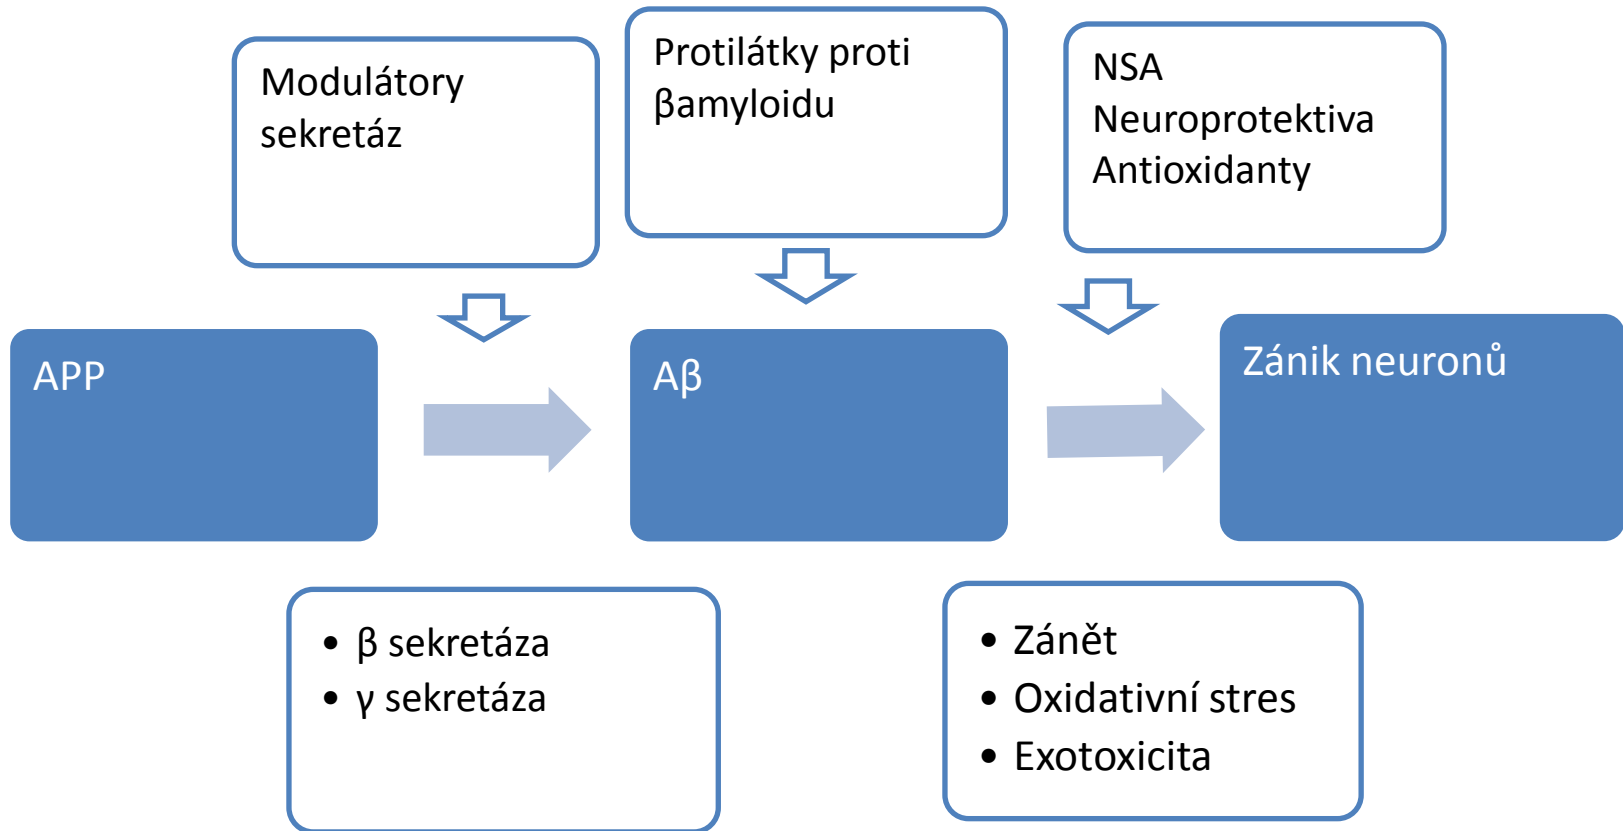 Modulátory
sekretáz
Protilátky proti
βamyloidu
NSA
Neuroprotektiva
Antioxidanty
APP
Aβ
Zánik neuronů
• β sekretáza
• γ sekretáza
• Zánět
• Oxidativní stres
• Exotoxicita